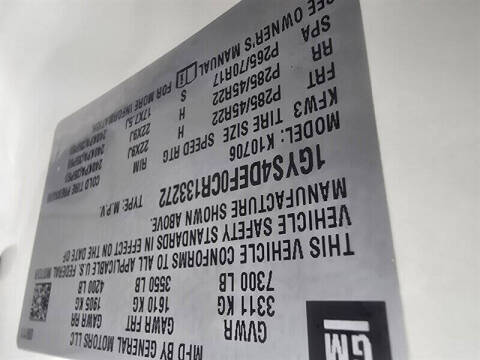 GM
MFD BY GENERAL MOTORS LLC
GVWR GAWR FRT GAWR RR
3311 KG 1610 KG 1905 KG
7300 LB 3550 LB 4200 LB
THIS VEHICLE CONFORMS TO ALL APPLICABLE U.S. FEDERAL MOTOR
VEHICLE SAFETY STANDARDS IN EFFECT ON THE DATE OF
MANUFACTURE SHOWN ABOVE.
1GYS4DEF0CR133272 TYPE: M.P.V.
MODEL: K10706
KFW3 TIRE SIZE SPEED RTG RIM COLD TIRE PRESSURE
FRT P285/45R22 H 22X9J
RR P285/45R22 H 22X9J
SPA P265/70R17 S 17X7.5J
SEE OWNER'S MANUAL FOR MORE INFORMATION